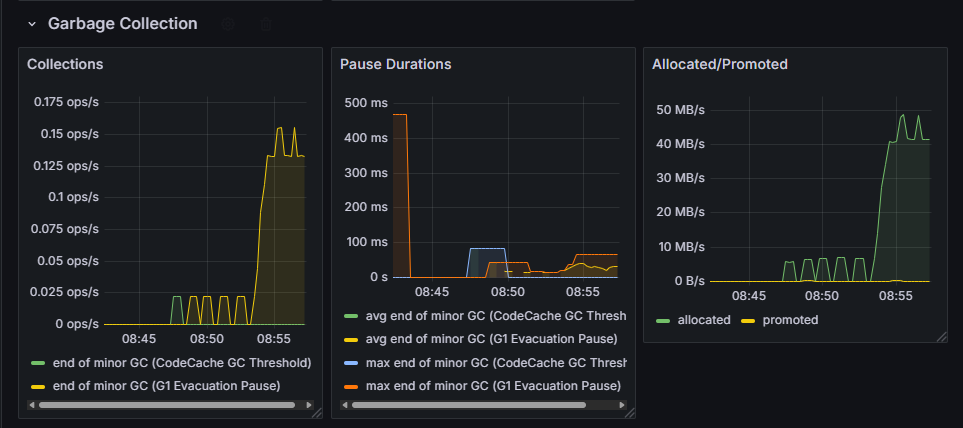 Garbage Collection
Collections
0.175 ops/s
0.15 ops/s
0.125 ops/s
0.1 ops/s
0.075 ops/s
0.05 ops/s
0.025 ops/s
0 ops/s
08:45 08:50 08:55
end of minor GC (CodeCache GC Threshold)
end of minor GC (G1 Evacuation Pause)
Pause Durations
500 ms
400 ms
300 ms
200 ms
100 ms
0 s
08:45 08:50 08:55
avg end of minor GC (CodeCache GC Thresh
avg end of minor GC (G1 Evacuation Pause)
max end of minor GC (CodeCache GC Thresh
max end of minor GC (G1 Evacuation Pause)
Allocated/Promoted
50 MB/s
40 MB/s
30 MB/s
20 MB/s
10 MB/s
0 B/s
08:45 08:50 08:55
allocated promoted